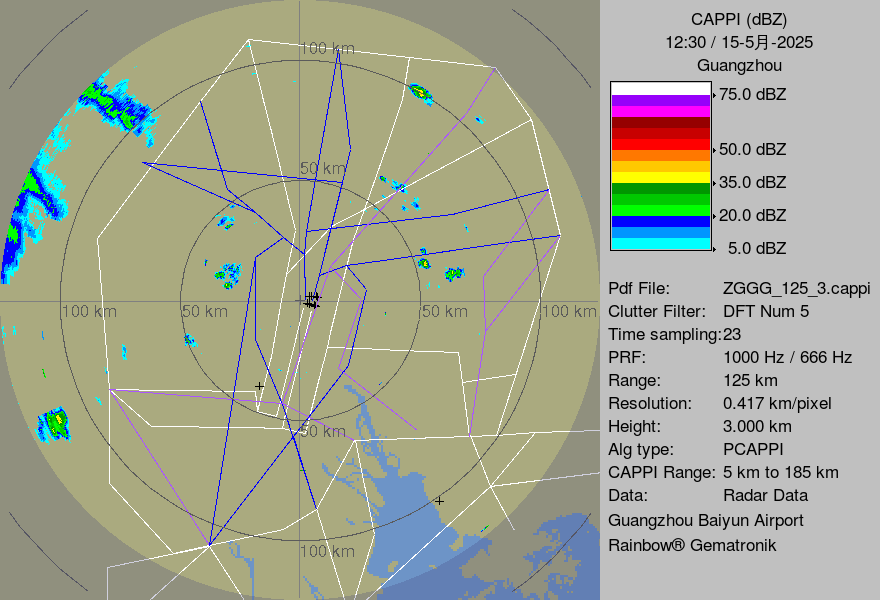 100 km
50 km
100 km
50 km
50 km
100 km
50 km
100 km
CAPPI (dBZ)
12:30 / 15-5月-2025
Guangzhou
75.0 dBZ
50.0 dBZ
35.0 dBZ
20.0 dBZ
5.0 dBZ
Pdf File: ZGGG_125_3.cappi
Clutter Filter: DFT Num 5
Time sampling:23
PRF: 1000 Hz / 666 Hz
Range: 125 km
Resolution: 0.417 km/pixel
Height: 3.000 km
Alg type: PCAPPI
CAPPI Range: 5 km to 185 km
Data: Radar Data
Guangzhou Baiyun Airport
Rainbow® Gematronik